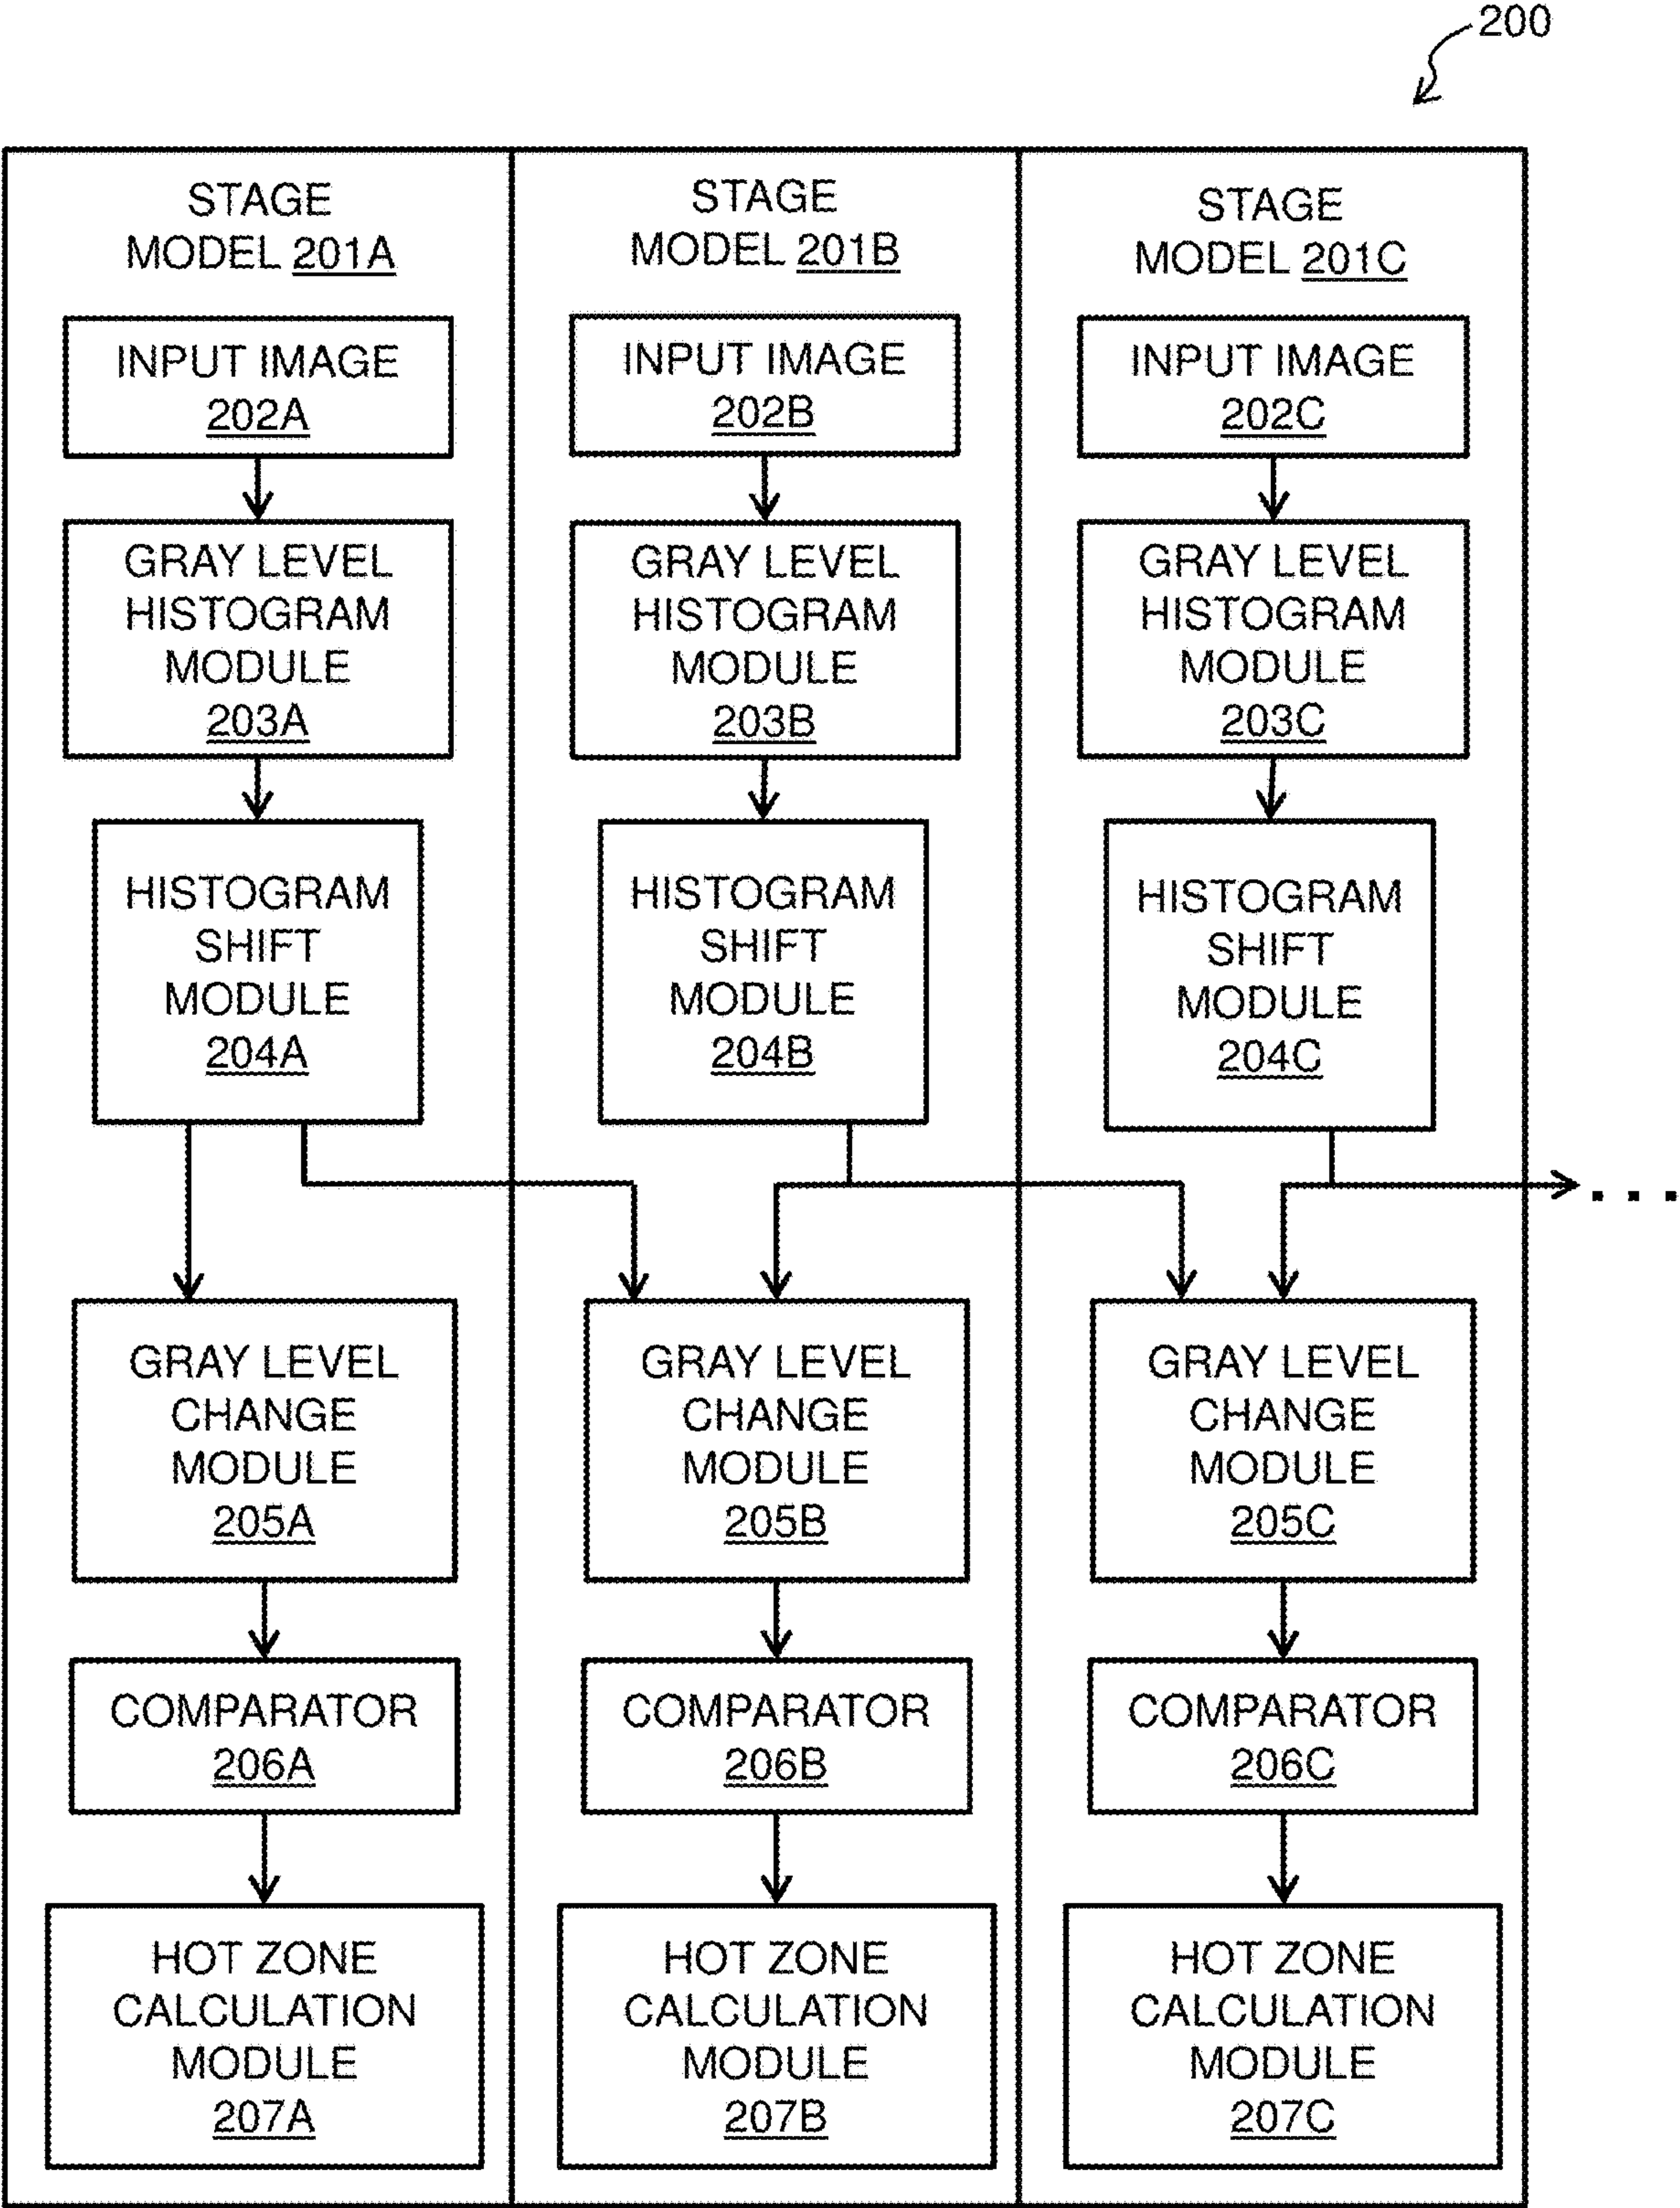 200
STAGE
MODEL 201A
INPUT IMAGE
202A
GRAY LEVEL
HISTOGRAM
MODULE
203A
HISTOGRAM
SHIFT
MODULE
204A
GRAY LEVEL
CHANGE
MODULE
205A
COMPARATOR
206A
HOT ZONE
CALCULATION
MODULE
207A
STAGE
MODEL 201B
INPUT IMAGE
202B
GRAY LEVEL
HISTOGRAM
MODULE
203B
HISTOGRAM
SHIFT
MODULE
204B
GRAY LEVEL
CHANGE
MODULE
205B
COMPARATOR
206B
HOT ZONE
CALCULATION
MODULE
207B
STAGE
MODEL 201C
INPUT IMAGE
202C
GRAY LEVEL
HISTOGRAM
MODULE
203C
HISTOGRAM
SHIFT
MODULE
204C
GRAY LEVEL
CHANGE
MODULE
205C
COMPARATOR
206C
HOT ZONE
CALCULATION
MODULE
207C
. . .